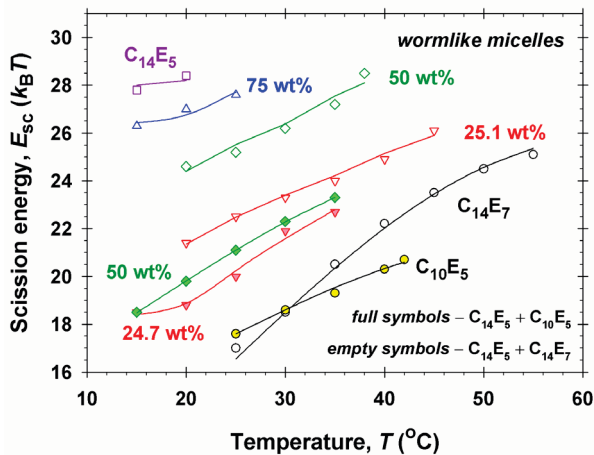 30
28
26
24
22
20
18
16
Scission energy, Esc (kBT)
wormlike micelles
C14E5
75 wt%
50 wt%
25.1 wt%
C14E7
50 wt%
C10E5
24.7 wt%
full symbols – C14E5 + C10E5
empty symbols – C14E5 + C14E7
10 20 30 40 50 60
Temperature, T (°C)